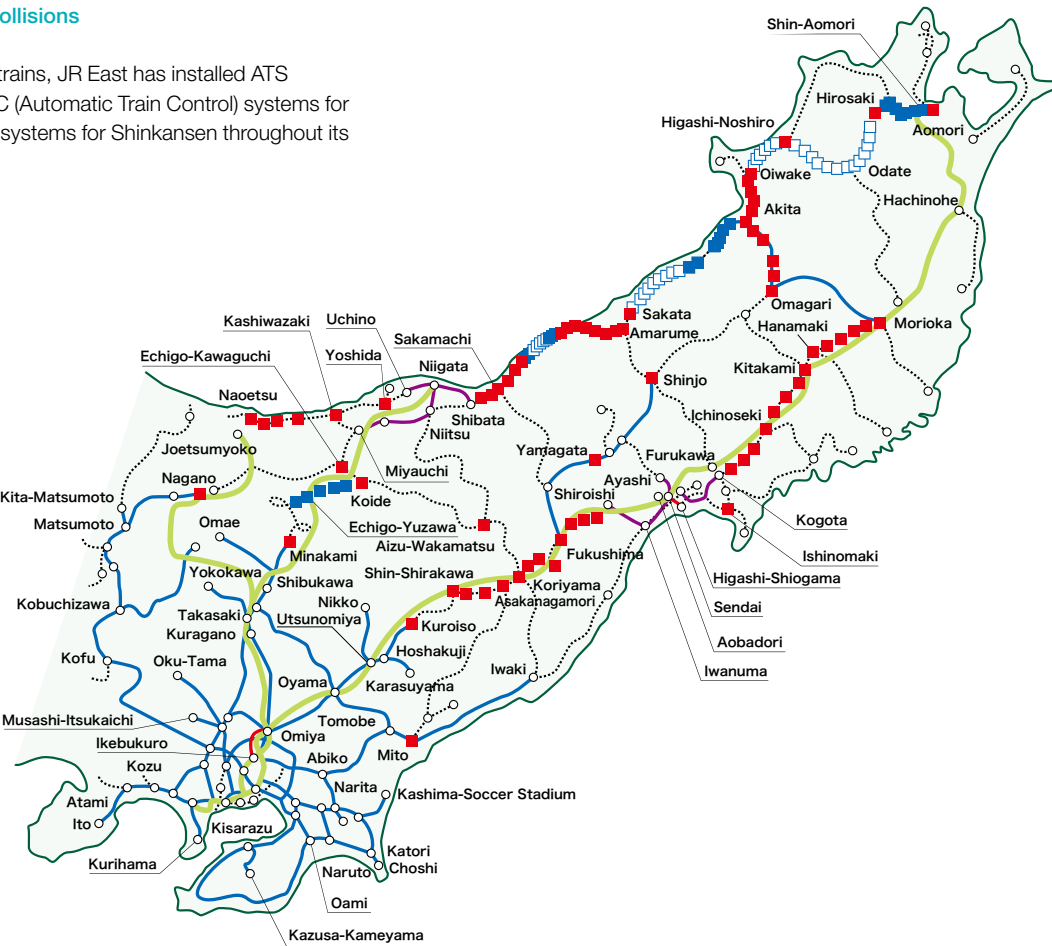 ollisions
trains, JR East has installed ATS
C (Automatic Train Control) systems for
systems for Shinkansen throughout its
Shin-Aomori
Hirosaki
Aomori
Higashi-Noshiro
Oiwake
Odate
Akita
Hachinohe
Omagari
Sakata
Amarume
Hanamaki
Morioka
Kashiwazaki
Uchino
Sakamachi
Echigo-Kawaguchi
Yoshida
Niigata
Kitakami
Shinjo
Naoetsu
Shibata
Ichinoseki
Niitsu
Joetsumyoko
Yamagata
Furukawa
Miyauchi
Nagano
Ayashi
Shiroishi
Kita-Matsumoto
Koide
Matsumoto
Omae
Echigo-Yuzawa
Kogota
Minakami
Aizu-Wakamatsu
Fukushima
Ishinomaki
Yokokawa
Shibukawa
Shin-Shirakawa
Koriyama
Higashi-Shiogama
Kobuchizawa
Nikko
Asakanagamori
Takasaki
Utsunomiya
Sendai
Kuragano
Kuroiso
Aobadori
Kofu
Oku-Tama
Hoshakuji
Iwaki
Iwanuma
Oyama
Karasuyama
Musashi-Itsukaichi
Tomobe
Omiya
Ikebukuro
Mito
Kozu
Abiko
Narita
Kashima-Soccer Stadium
Atami
Ito
Kisarazu
Kurihama
Katori
Naruto
Choshi
Oami
Kazusa-Kameyama